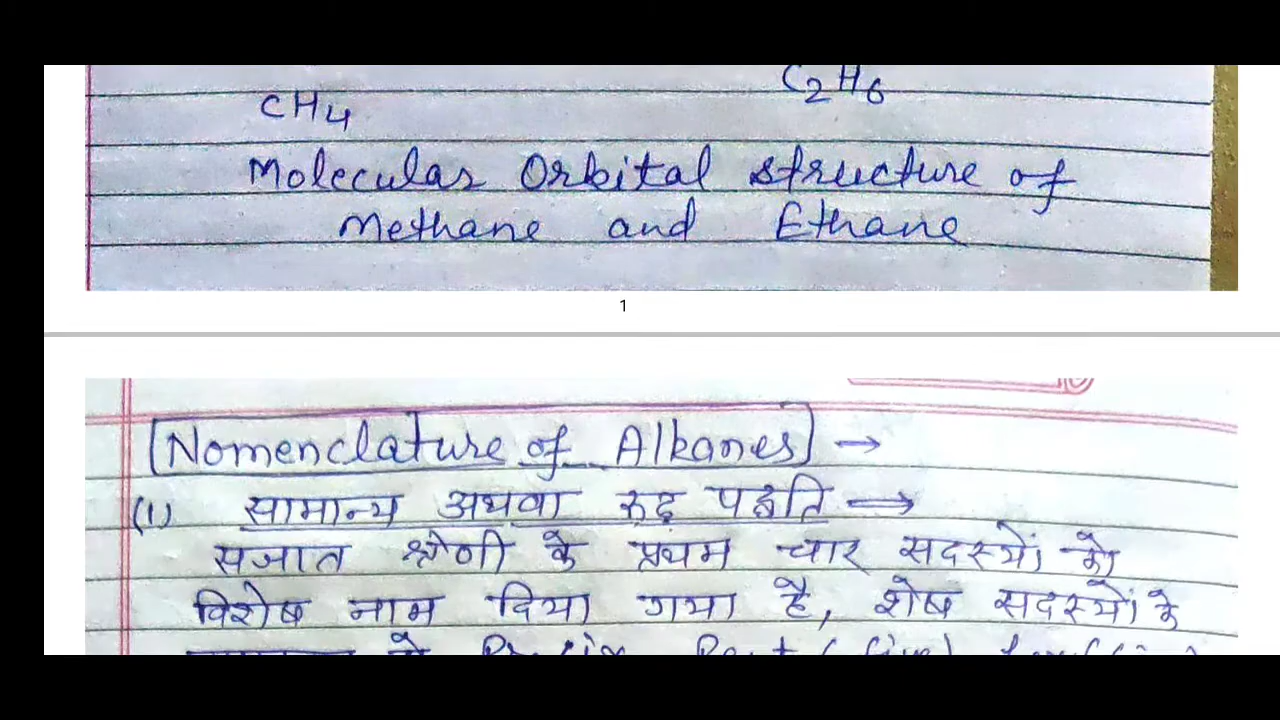 C2H6
CH4
Molecular Orbital structure of
Methane and Ethane
1
[Nomenclature of Alkanes] →
(1) सामान्य अथवा रूढ़ पद्धति →
सजात श्रेणी के प्रथम चार सदस्यों को
विशेष नाम दिया गया है, शेष सदस्यों के